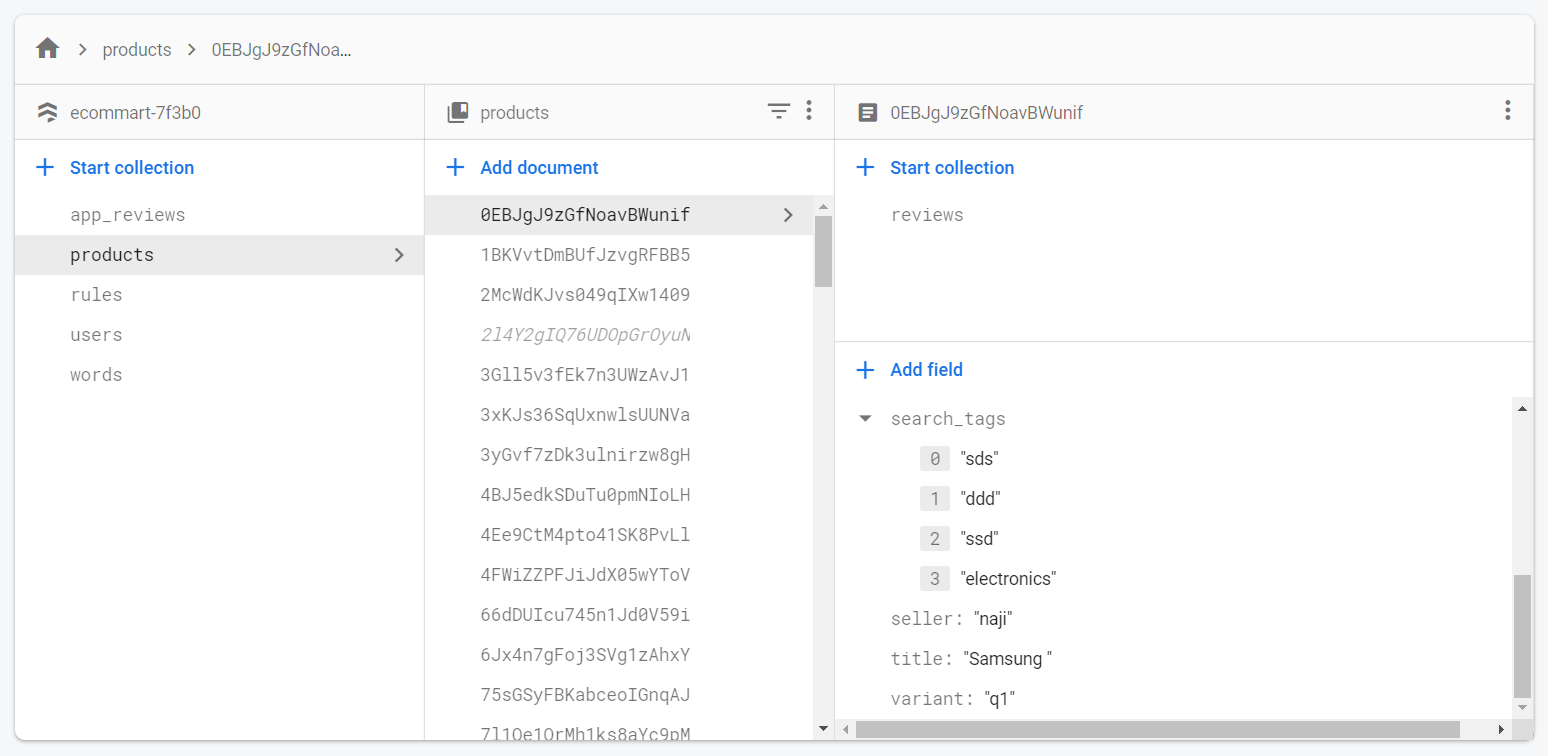 products
0EBJgJ9zGfNoa...
ecommart-7f3b0
Start collection
app_reviews
products
rules
users
words
products
Add document
0EBJgJ9zGfNoavBWunif
1BKVvtDmBUfJzvgRFBB5
2McWdKJvs049qIXw1409
2l4Y2gIQ76UDOpGrOyuN
3Gll5v3fEk7n3UWzAvJ1
3xKJs36SqUxnwlsUUNVa
3yGvf7zDk3ulnirzw8gH
4BJ5edkSDuTu0pmNIoLH
4Ee9CtM4pto41SK8PvLl
4FWiZZPFJiJdX05wYToV
66dDUIcu745n1Jd0V59i
6Jx4n7gFoj3SVg1zAhxY
75sGSyFBKabceoIGnqAJ
7l1Oe1OrMh1ks8aYc9pM
0EBJgJ9zGfNoavBWunif
Start collection
reviews
Add field
search_tags
0 "sds"
1 "ddd"
2 "ssd"
3 "electronics"
seller: "naji"
title: "Samsung "
variant: "q1"